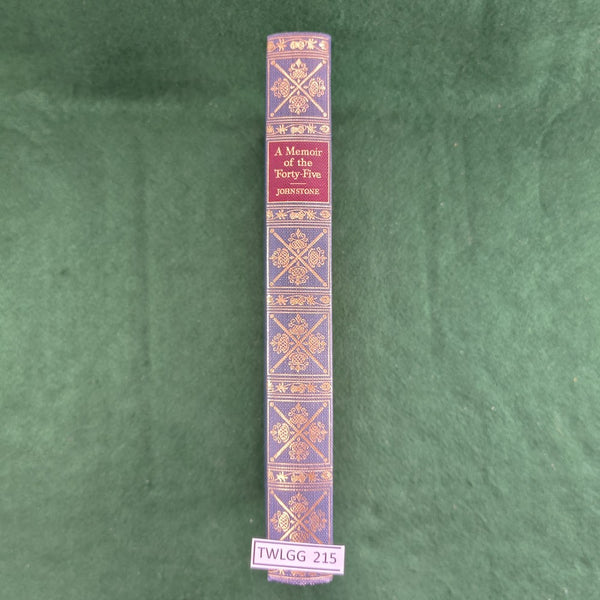 A Memoir
of the
'Forty-Five
JOHNSTONE
TWLGG 215